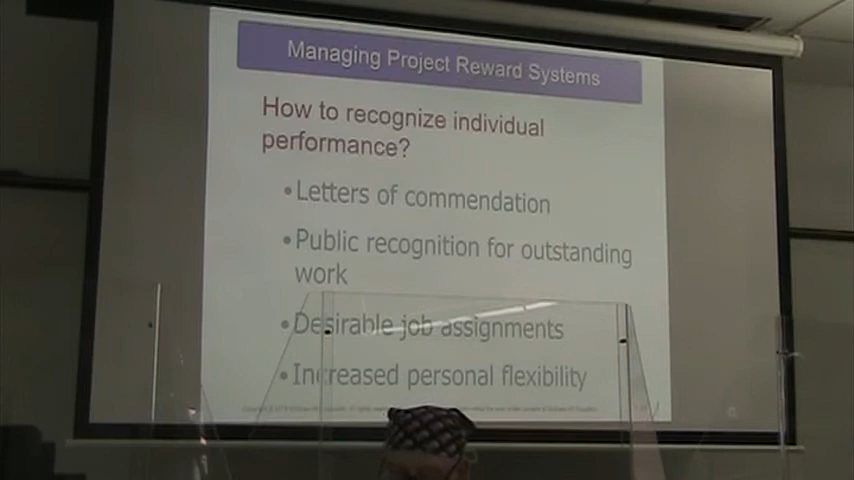 Managing Project Reward Systems
How to recognize individual
performance?
•Letters of commendation
•Public recognition for outstanding
work
•Desirable job assignments
•Increased personal flexibility